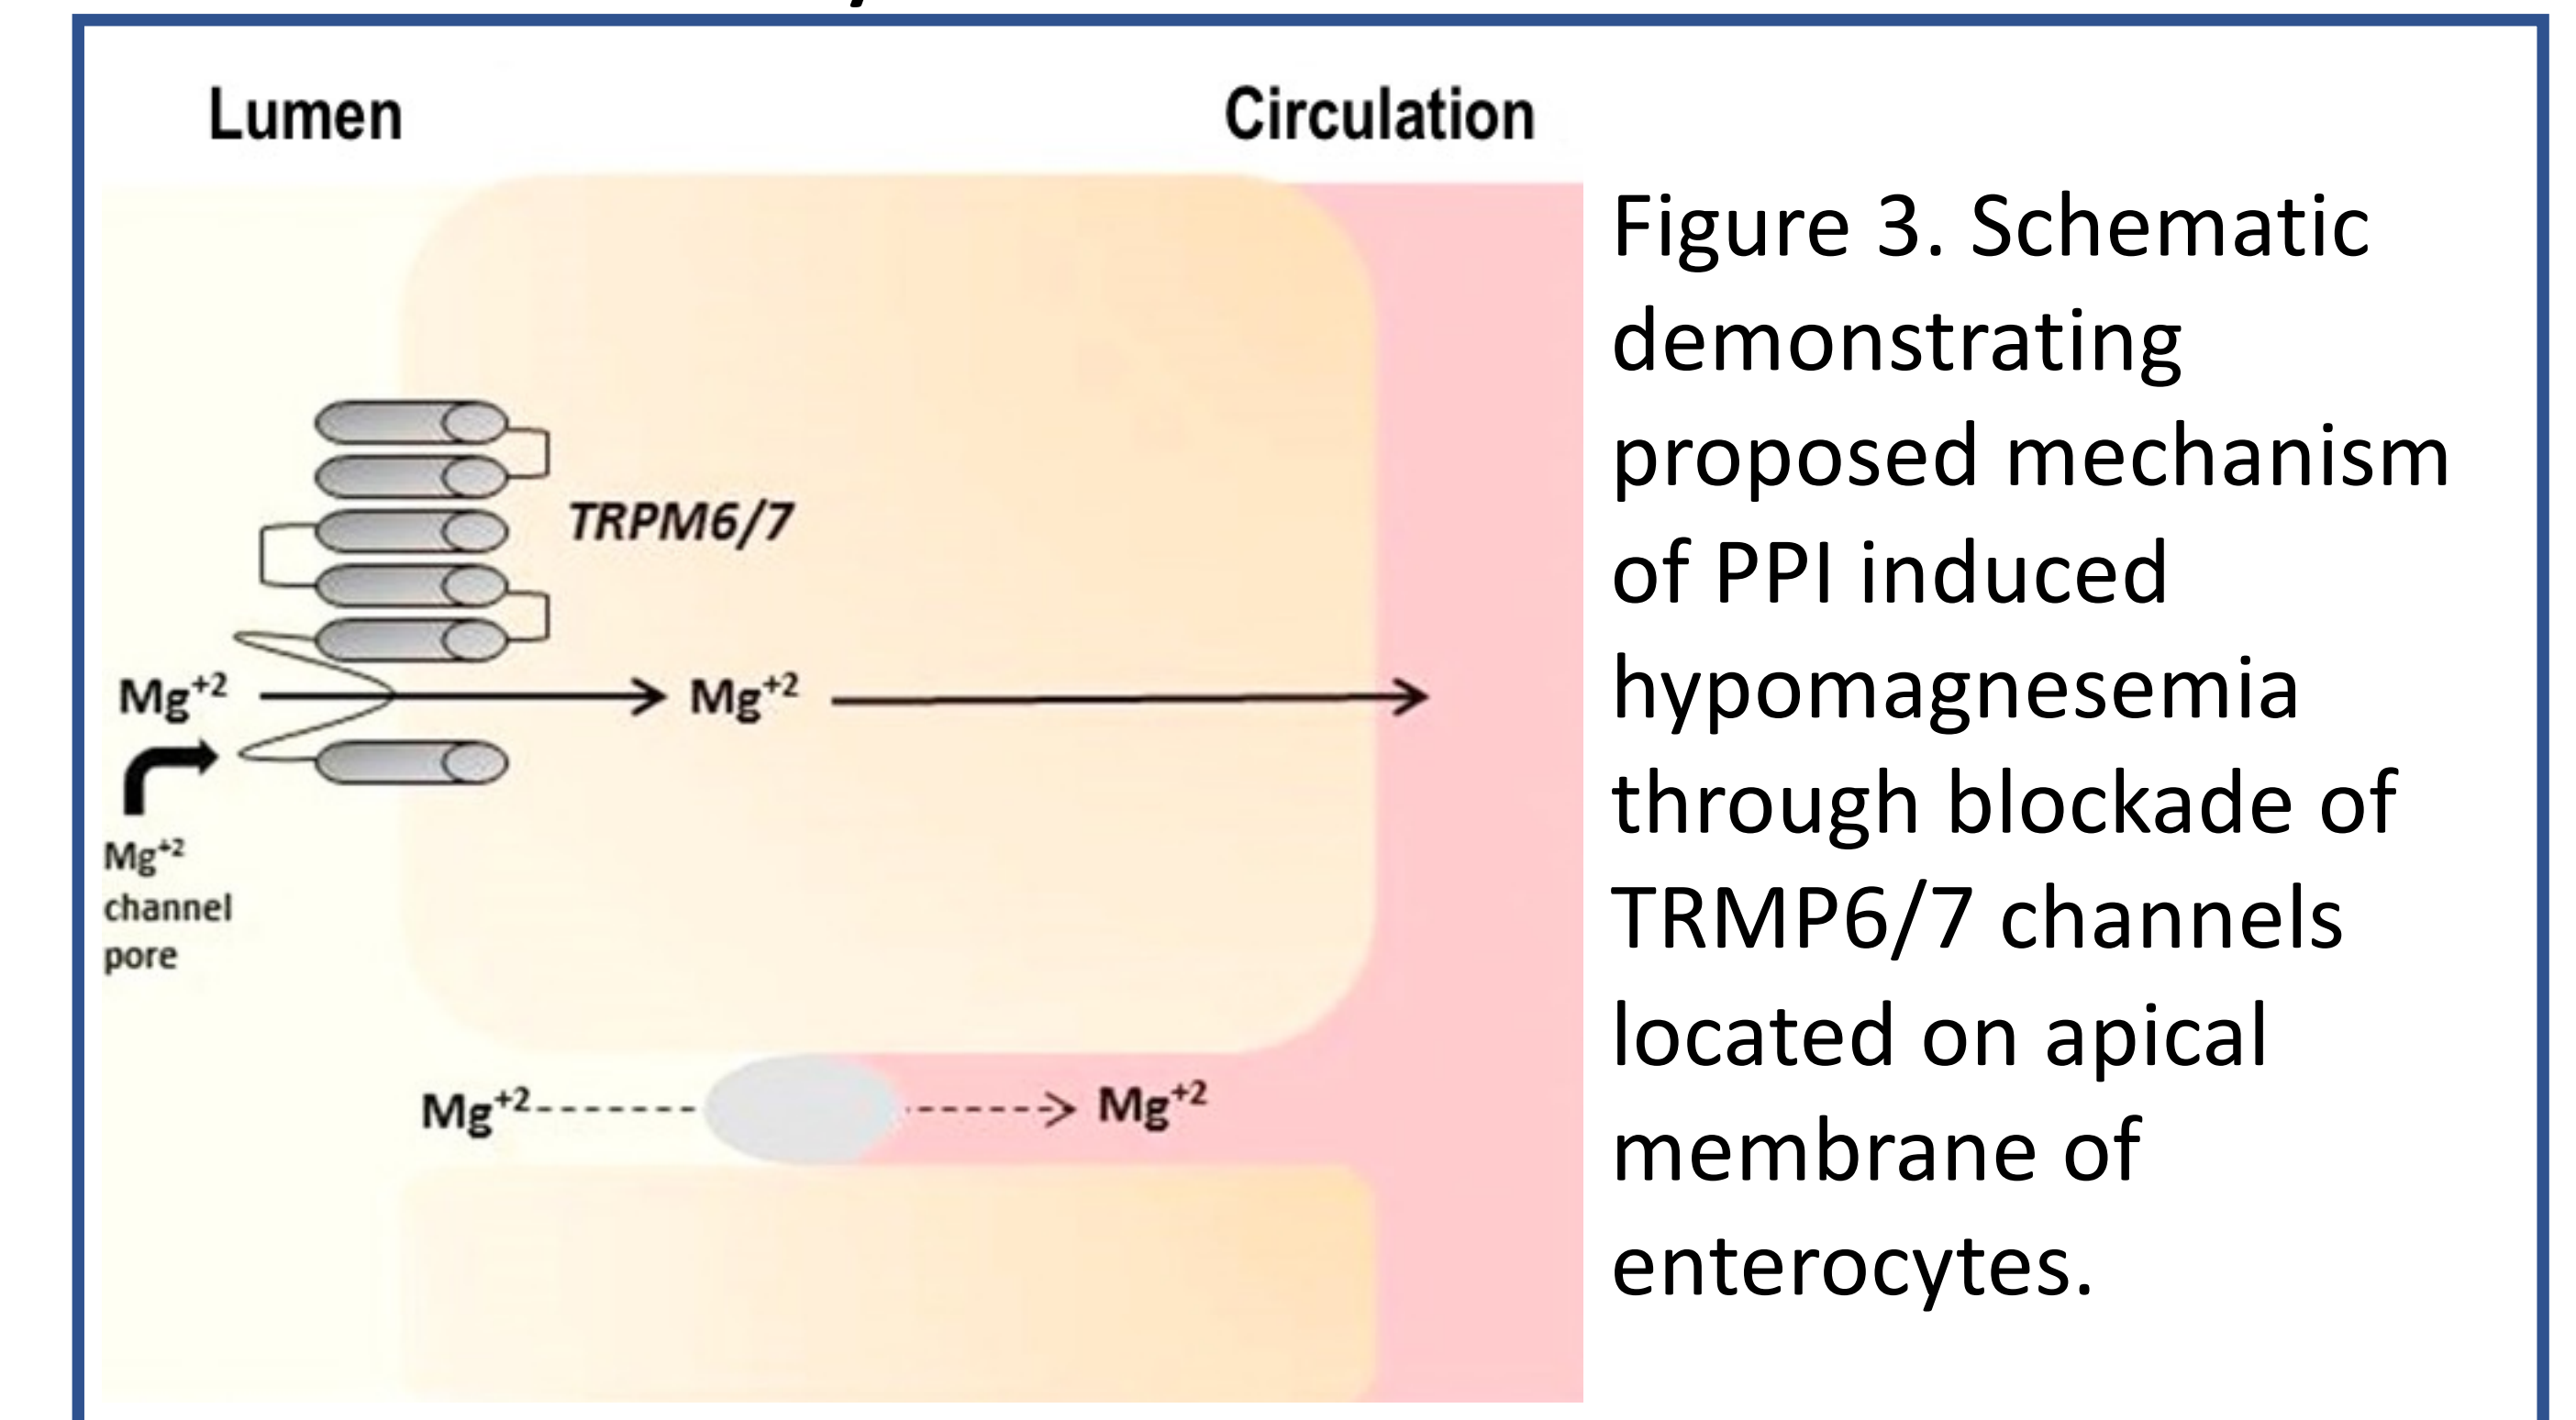 Lumen
Circulation
TRPM6/7
Mg+2
Mg+2
Mg+2
channel
pore
Mg+2
Mg+2
Figure 3. Schematic
demonstrating
proposed mechanism
of PPI induced
hypomagnesemia
through blockade of
TRMP6/7 channels
located on apical
membrane of
enterocytes.